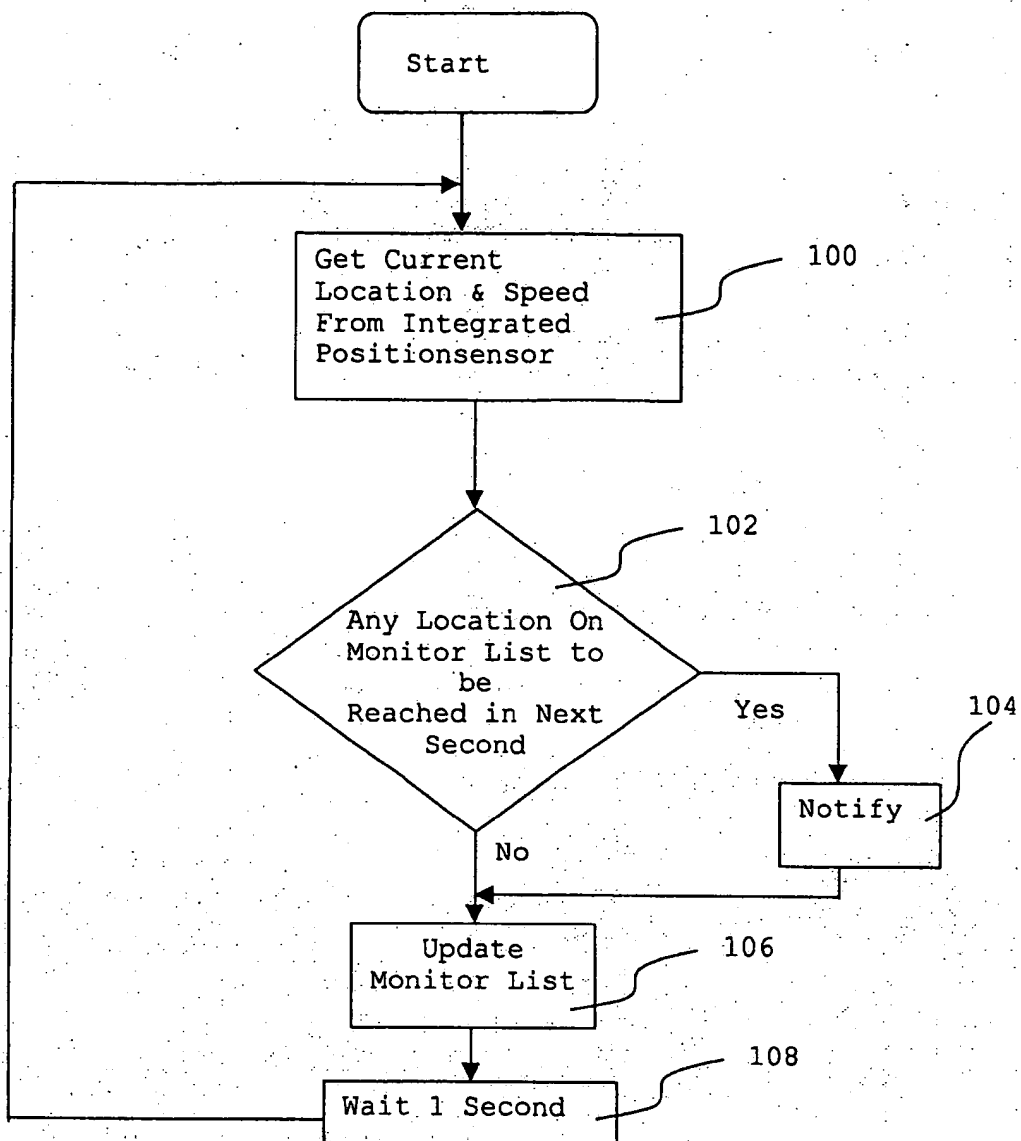 Start
Get Current
Location & Speed
From Integrated
Positionsensor
100
102
Any Location On
Monitor List to
be
Reached in Next
Second
Yes
104
Notify
No
Update
Monitor List
106
108
Wait 1 Second